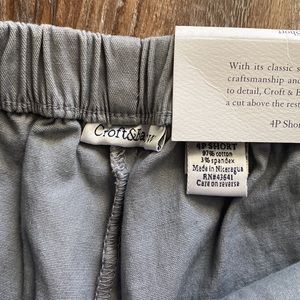 With its classic s
craftsmanship and
to detail, Croft & B
a cut above the rest
4P Short
Croft&Barrow
4P SHORT
97% cotton
3% spandex
Made in Nicaragua
RN#43641
Care on reverse